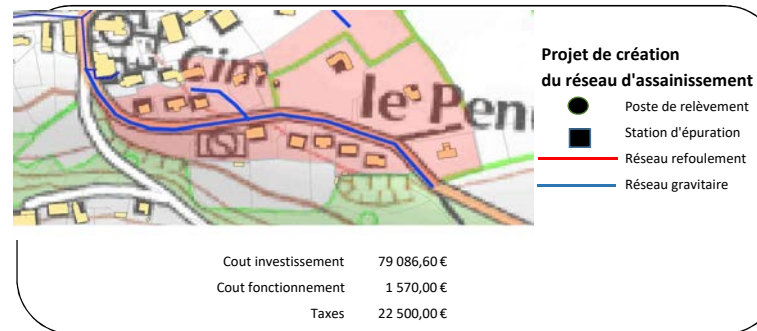 Cim.
le Pen
(S)
Projet de création
du réseau d'assainissement
Poste de relèvement
Station d'épuration
Réseau refoulement
Réseau gravitaire
Cout investissement 79 086,60 €
Cout fonctionnement 1 570,00 €
Taxes 22 500,00 €